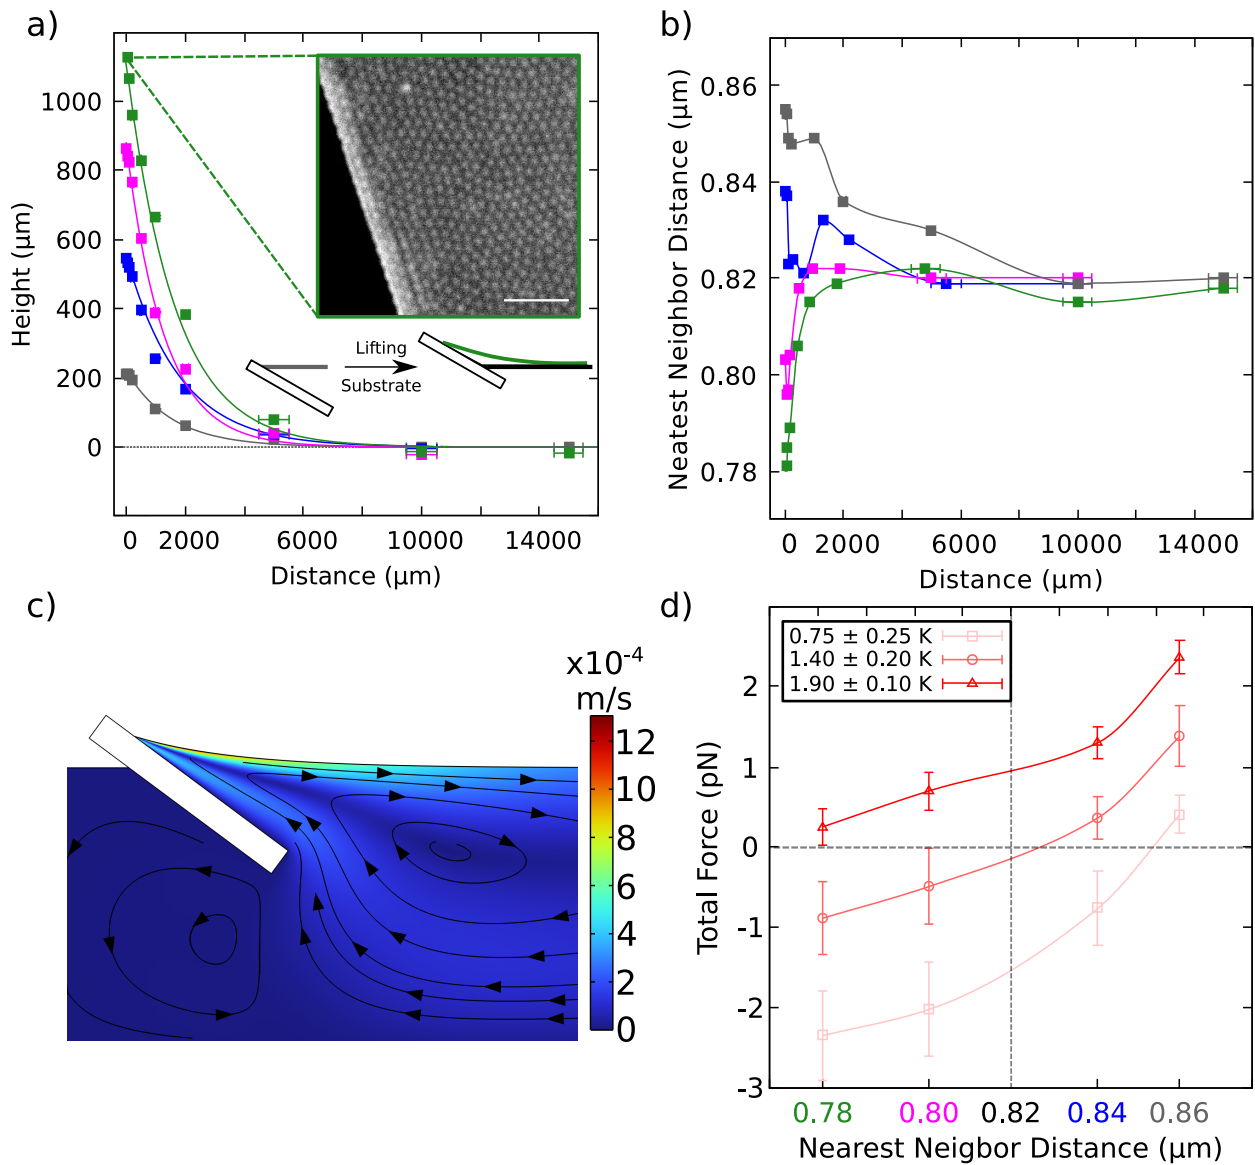 a)
Height (μm)
1000
800
600
400
200
0
Lifting
Substrate
0
2000
6000
10000
14000
Distance (μm)
b)
Neatest Neighbor Distance (μm)
0.86
0.84
0.82
0.80
0.78
0
2000
6000
10000
14000
Distance (μm)
c)
x10-4
m/s
12
10
8
6
4
2
0
d)
Total Force (pN)
0.75 ± 0.25 K
1.40 ± 0.20 K
1.90 ± 0.10 K
2
1
0
-1
-2
-3
0.78
0.80
0.82
0.84
0.86
Nearest Neigbor Distance (μm)